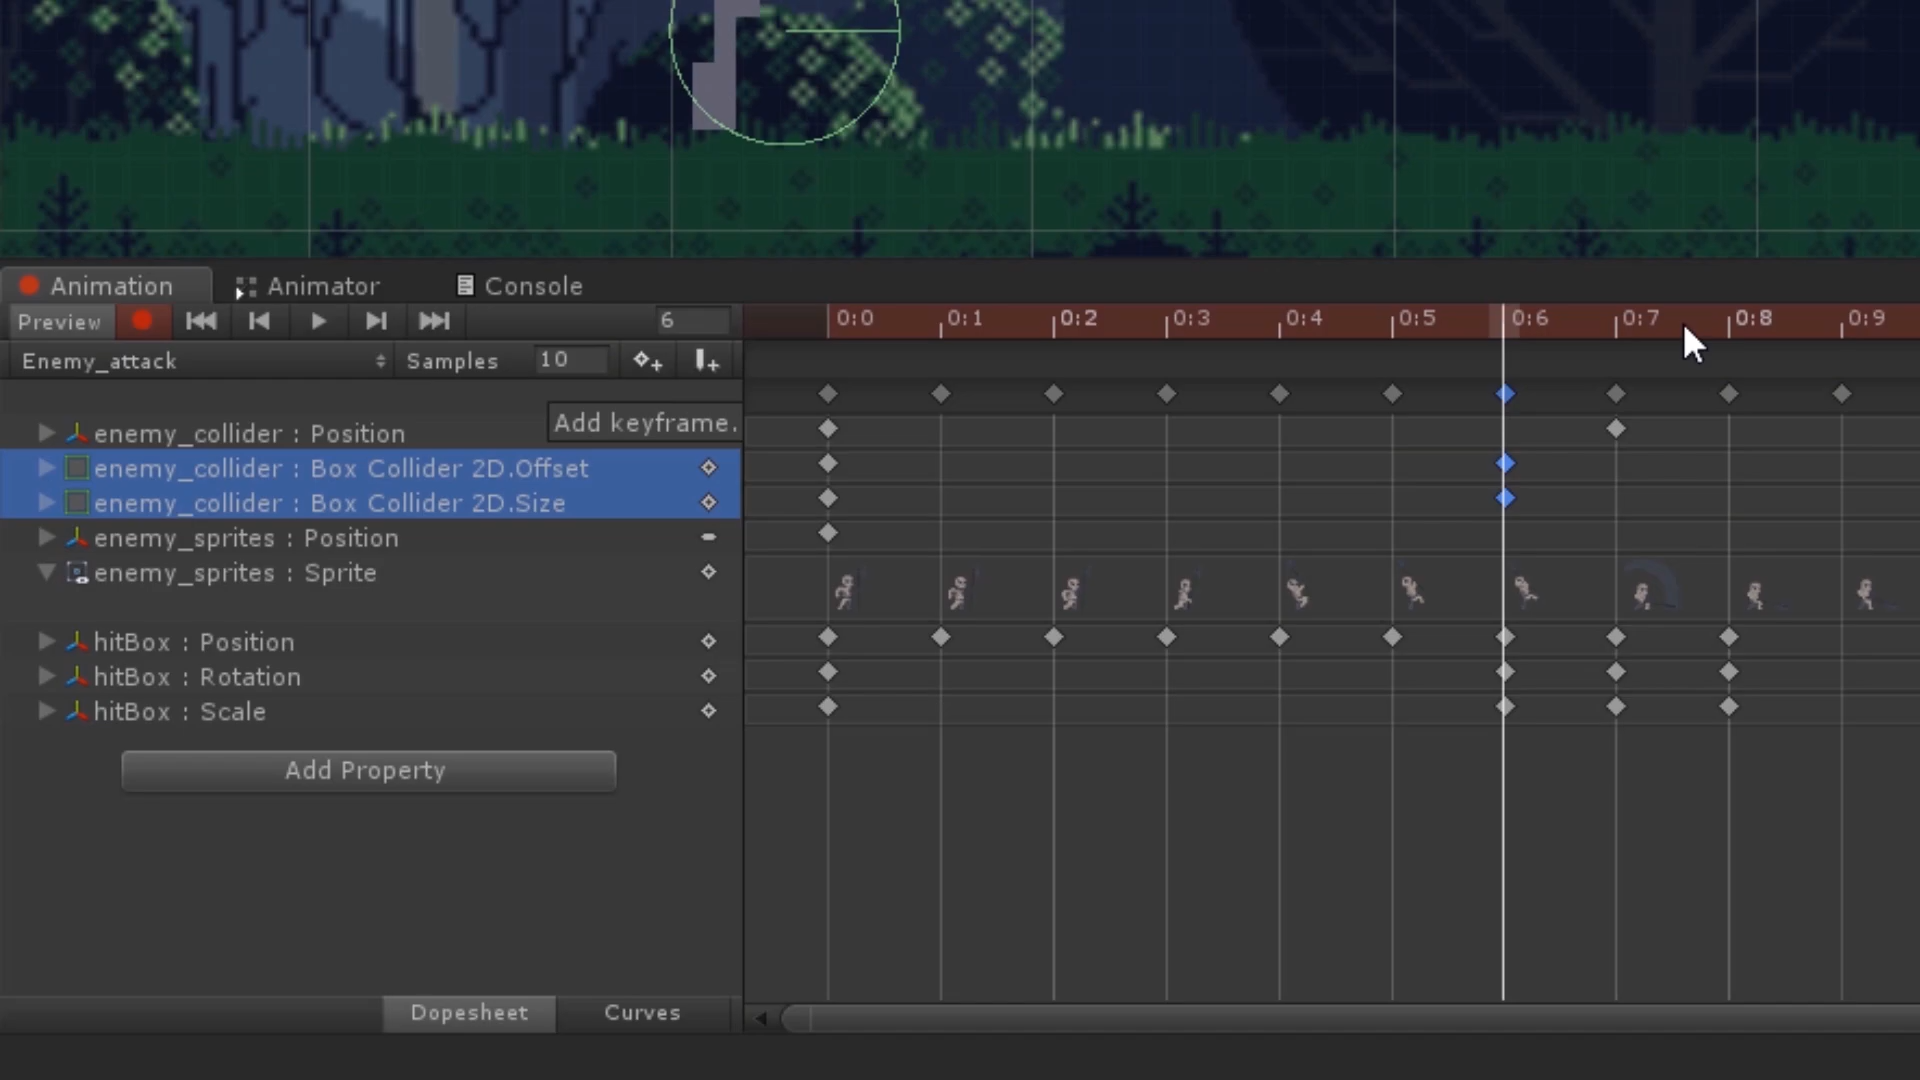 Animation Animator Console
Preview 6 0:0 0:1 0:2 0:3 0:4 0:5 0:6 0:7 0:8 0:9
Enemy_attack Samples 10
Add keyframe.
enemy_collider : Position
enemy_collider : Box Collider 2D.Offset
enemy_collider : Box Collider 2D.Size
enemy_sprites : Position
enemy_sprites : Sprite
hitBox : Position
hitBox : Rotation
hitBox : Scale
Add Property
Dopesheet Curves